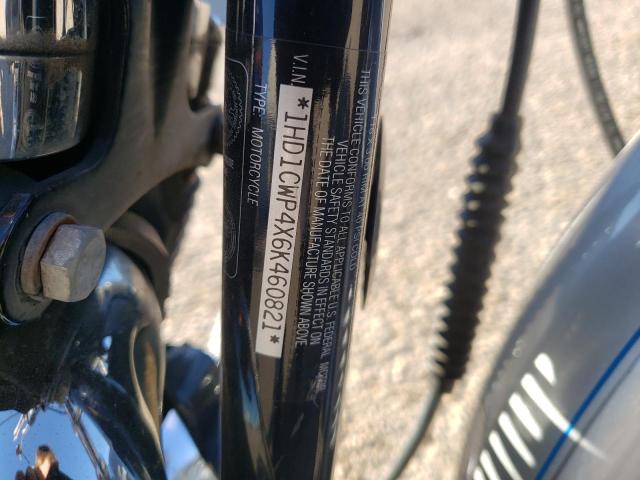 THIS VEHICLE CONFORMS TO ALL APPLICABLE U.S. FEDERAL MOTOR
VEHICLE SAFETY STANDARDS IN EFFECT ON
THE DATE OF MANUFACTURE SHOWN ABOVE
V.I.N. *1HD1CWP4X6K460821*
TYPE: MOTORCYCLE